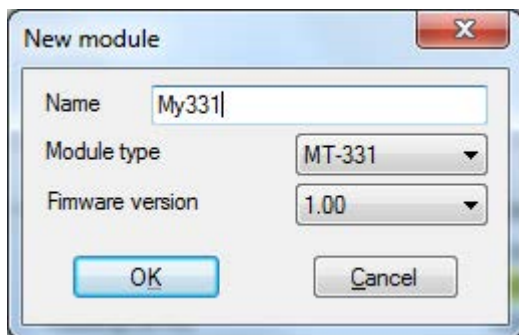 New module
Name My331
Module type MT-331
Fimware version 1.00
OK Cancel